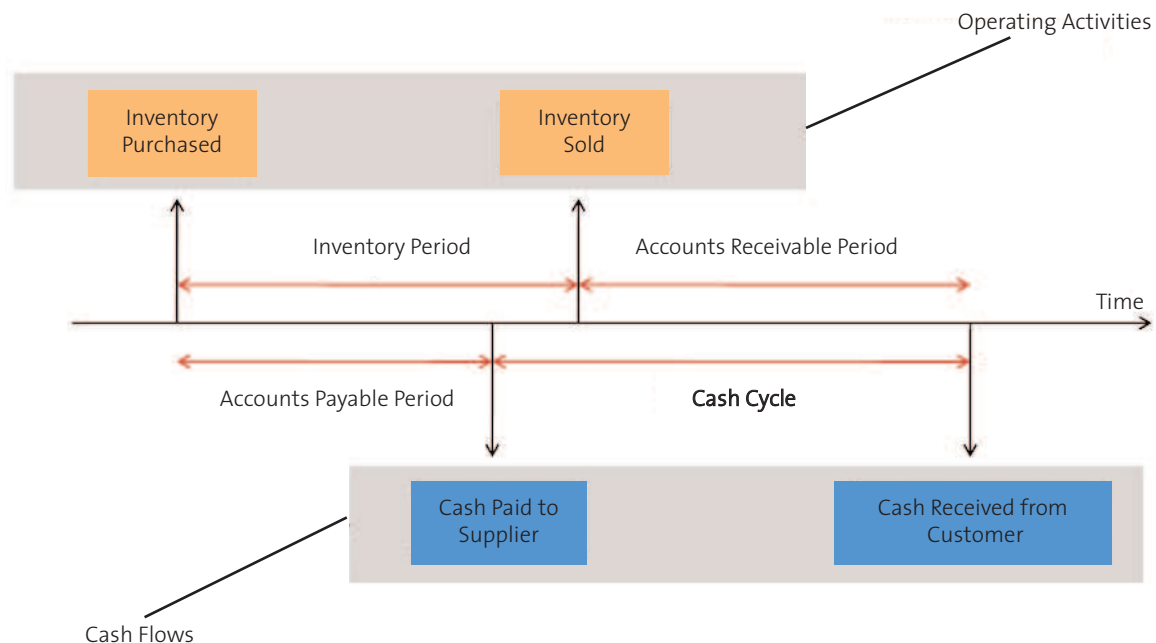 Operating Activities
Inventory
Purchased
Inventory
Sold
Inventory Period
Accounts Receivable Period
Time
Accounts Payable Period
Cash Cycle
Cash Paid to
Supplier
Cash Received from
Customer
Cash Flows